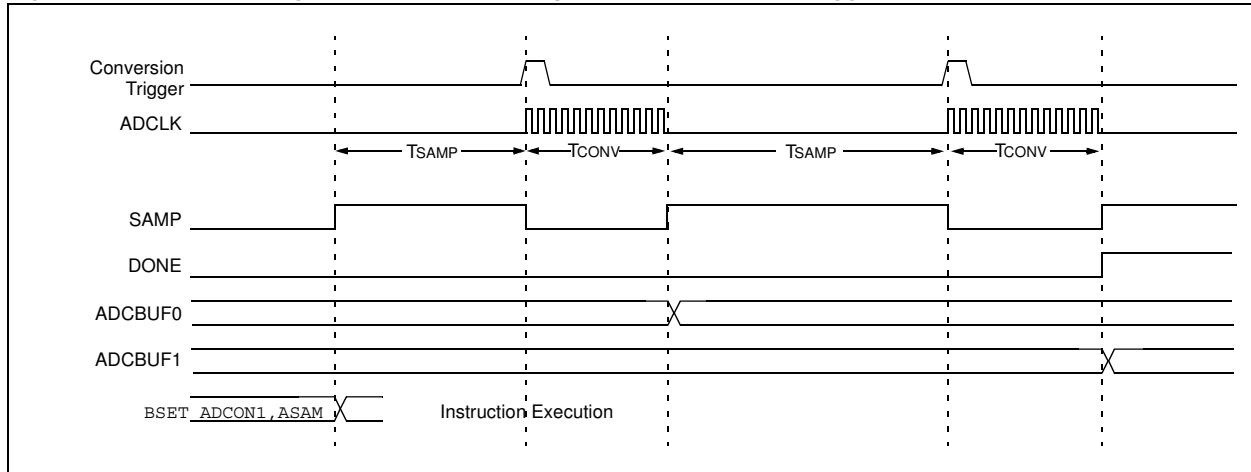 Conversion
Trigger
ADCLK
TSAMP TCONV TSAMP TCONV
SAMP
DONE
ADCBUF0
ADCBUF1
BSET ADCON1,ASAM Instruction Execution